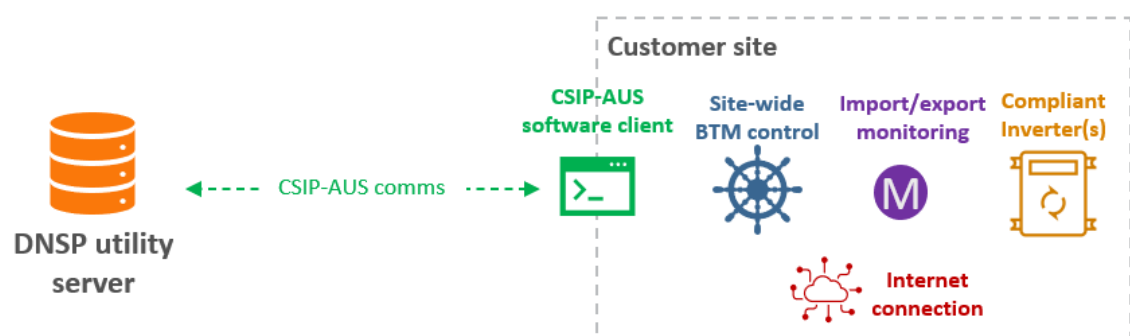 Customer site
CSIP-AUS
software client
Site-wide
BTM control
Import/export
monitoring
Compliant
Inverter(s)
>_
M
CSIP-AUS comms
DNSP utility
server
Internet
connection